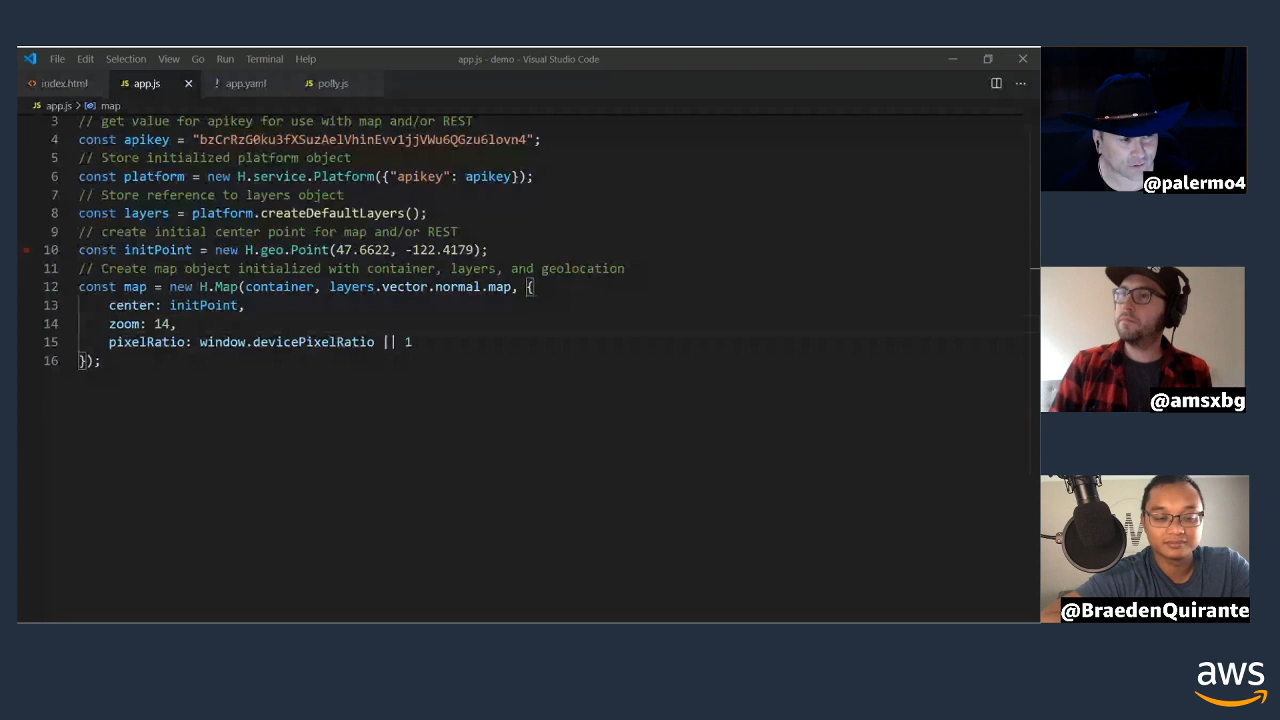 File Edit Selection View Go Run Terminal Help app.js - demo - Visual Studio Code
index.html JS app.js ! app.yaml JS polly.js
JS app.js > map
3 // get value for apikey for use with map and/or REST
4 const apikey = "bzCrRzG0ku3fXSuzAelVhinEvv1jjVWu6QGzu6lovn4";
5 // Store initialized platform object
6 const platform = new H.service.Platform({"apikey": apikey});
7 // Store reference to layers object
8 const layers = platform.createDefaultLayers();
9 // create initial center point for map and/or REST
10 const initPoint = new H.geo.Point(47.6622, -122.4179);
11 // Create map object initialized with container, layers, and geolocation
12 const map = new H.Map(container, layers.vector.normal.map, {
13 center: initPoint,
14 zoom: 14,
15 pixelRatio: window.devicePixelRatio || 1
16 });
@palermo4
@amsxbg
@BraedenQuirante
aws